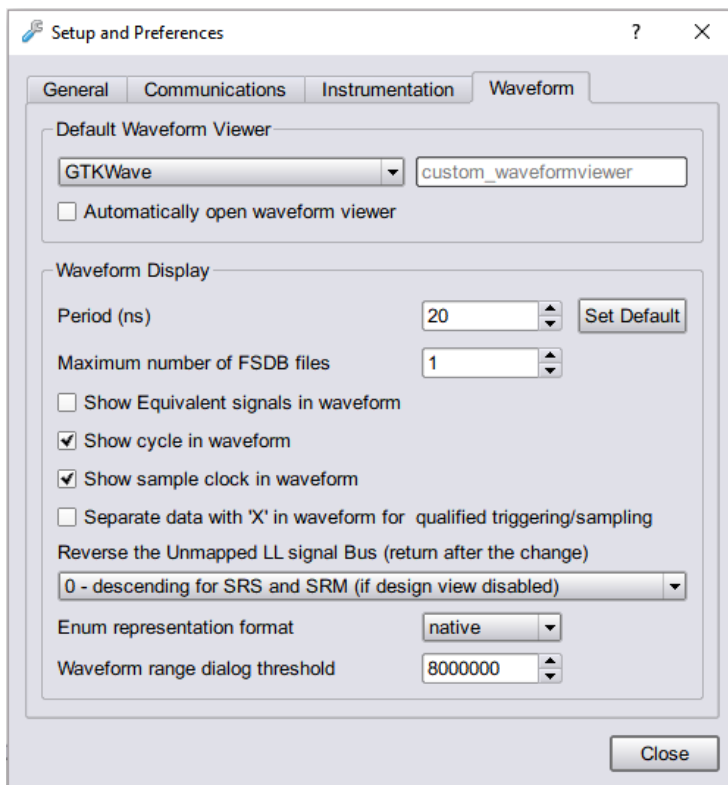 Setup and Preferences ?
General Communications Instrumentation Waveform
Default Waveform Viewer
GTKWave custom_waveformviewer
Automatically open waveform viewer
Waveform Display
Period (ns) 20 Set Default
Maximum number of FSDB files 1
Show Equivalent signals in waveform
Show cycle in waveform
Show sample clock in waveform
Separate data with 'X' in waveform for qualified triggering/sampling
Reverse the Unmapped LL signal Bus (return after the change)
0 - descending for SRS and SRM (if design view disabled)
Enum representation format native
Waveform range dialog threshold 8000000
Close